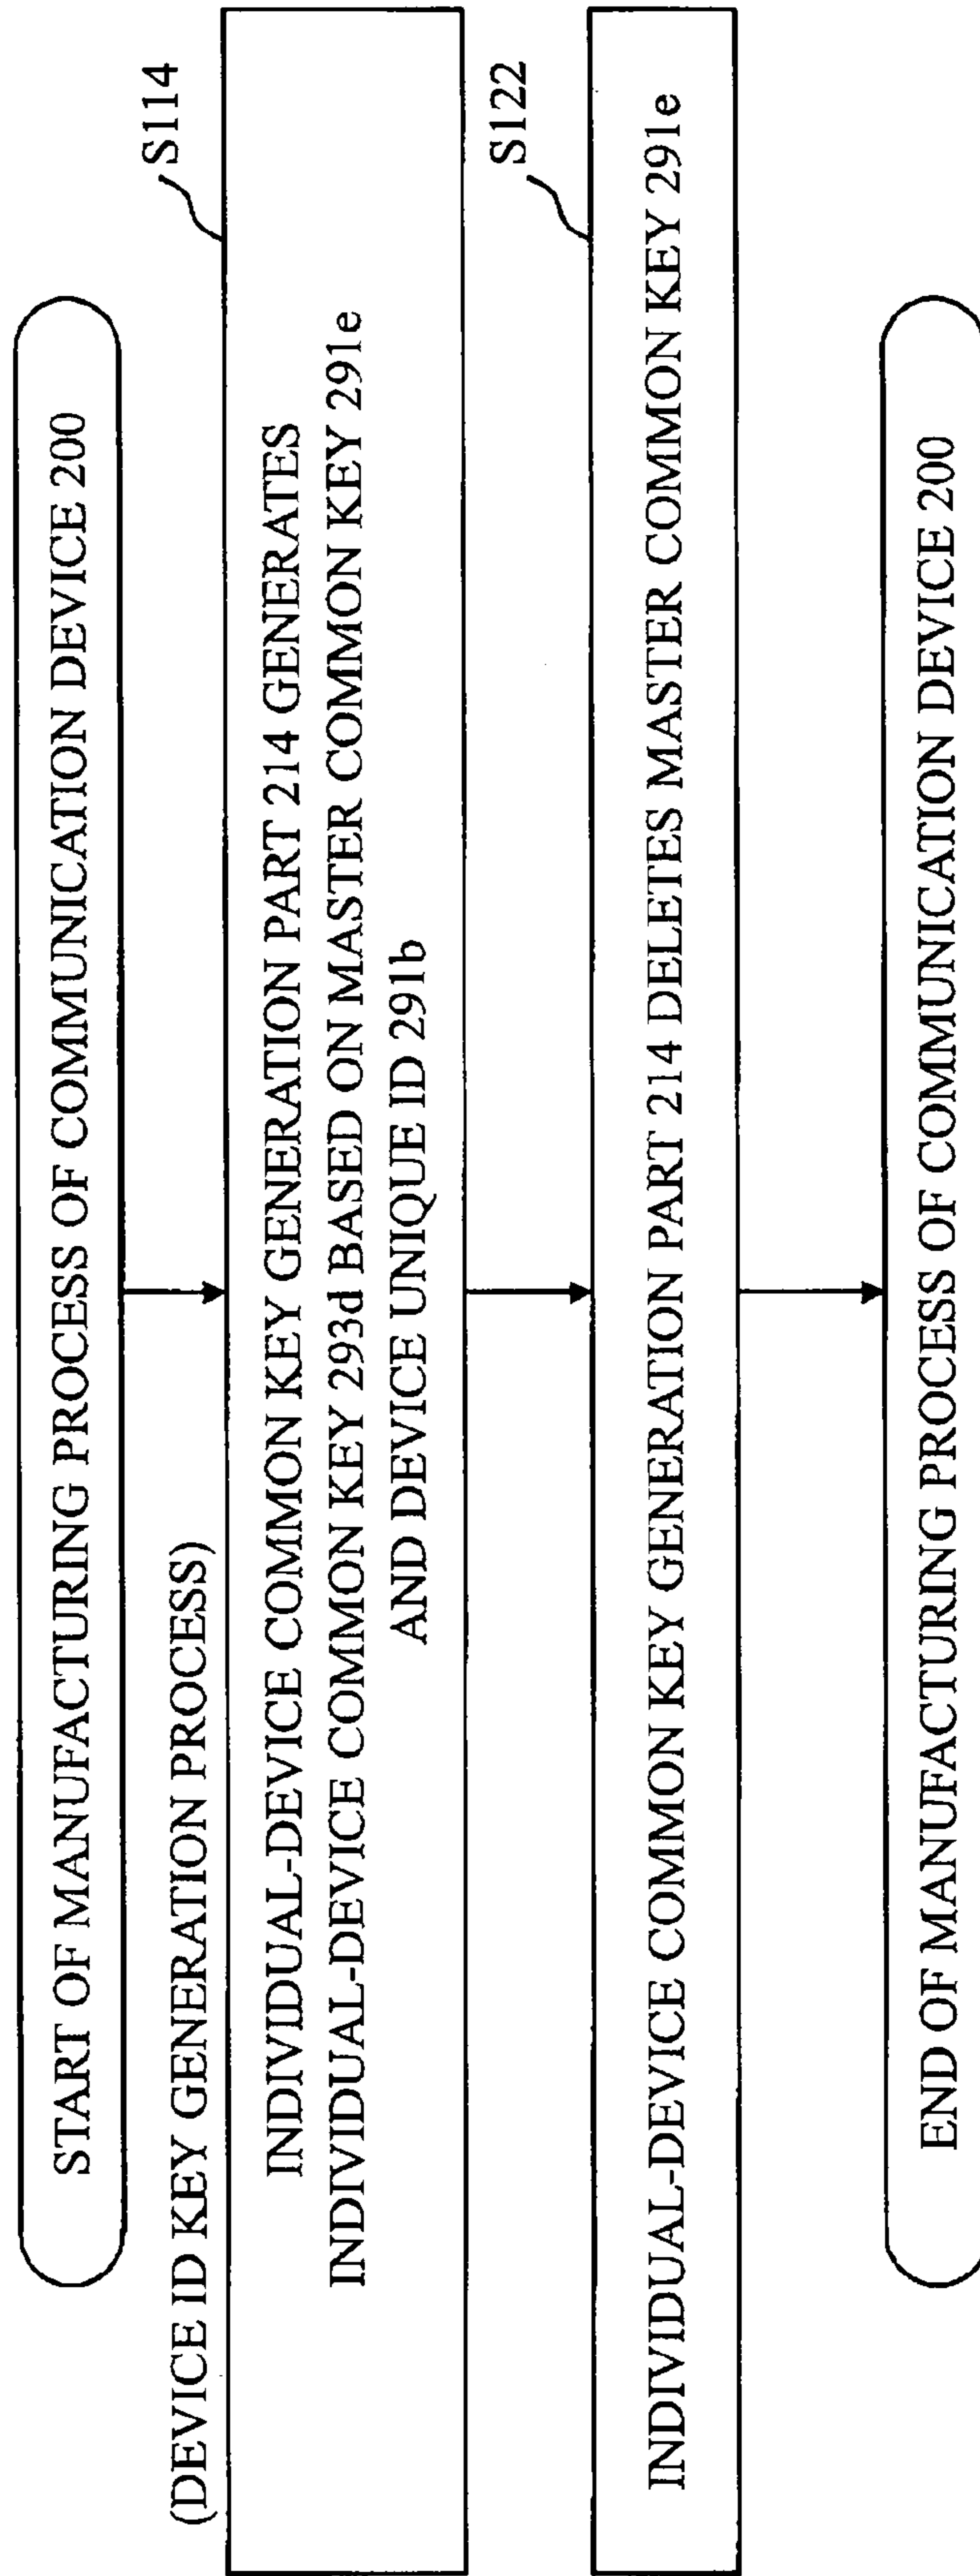 START OF MANUFACTURING PROCESS OF COMMUNICATION DEVICE 200
(DEVICE ID KEY GENERATION PROCESS)
S114
INDIVIDUAL-DEVICE COMMON KEY GENERATION PART 214 GENERATES
INDIVIDUAL-DEVICE COMMON KEY 293d BASED ON MASTER COMMON KEY 291e
AND DEVICE UNIQUE ID 291b
S122
INDIVIDUAL-DEVICE COMMON KEY GENERATION PART 214 DELETES MASTER COMMON KEY 291e
END OF MANUFACTURING PROCESS OF COMMUNICATION DEVICE 200